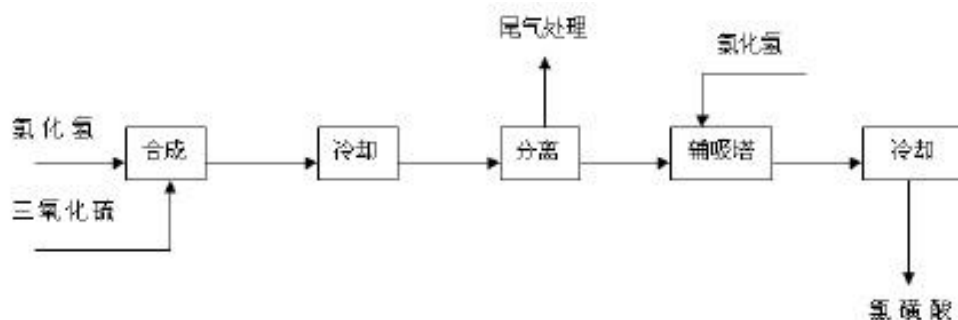 尾气处理
氯化氢
氯 化 氢
合成
冷却
分离
辅吸塔
冷却
三 氧 化 硫
氯 磺 酸